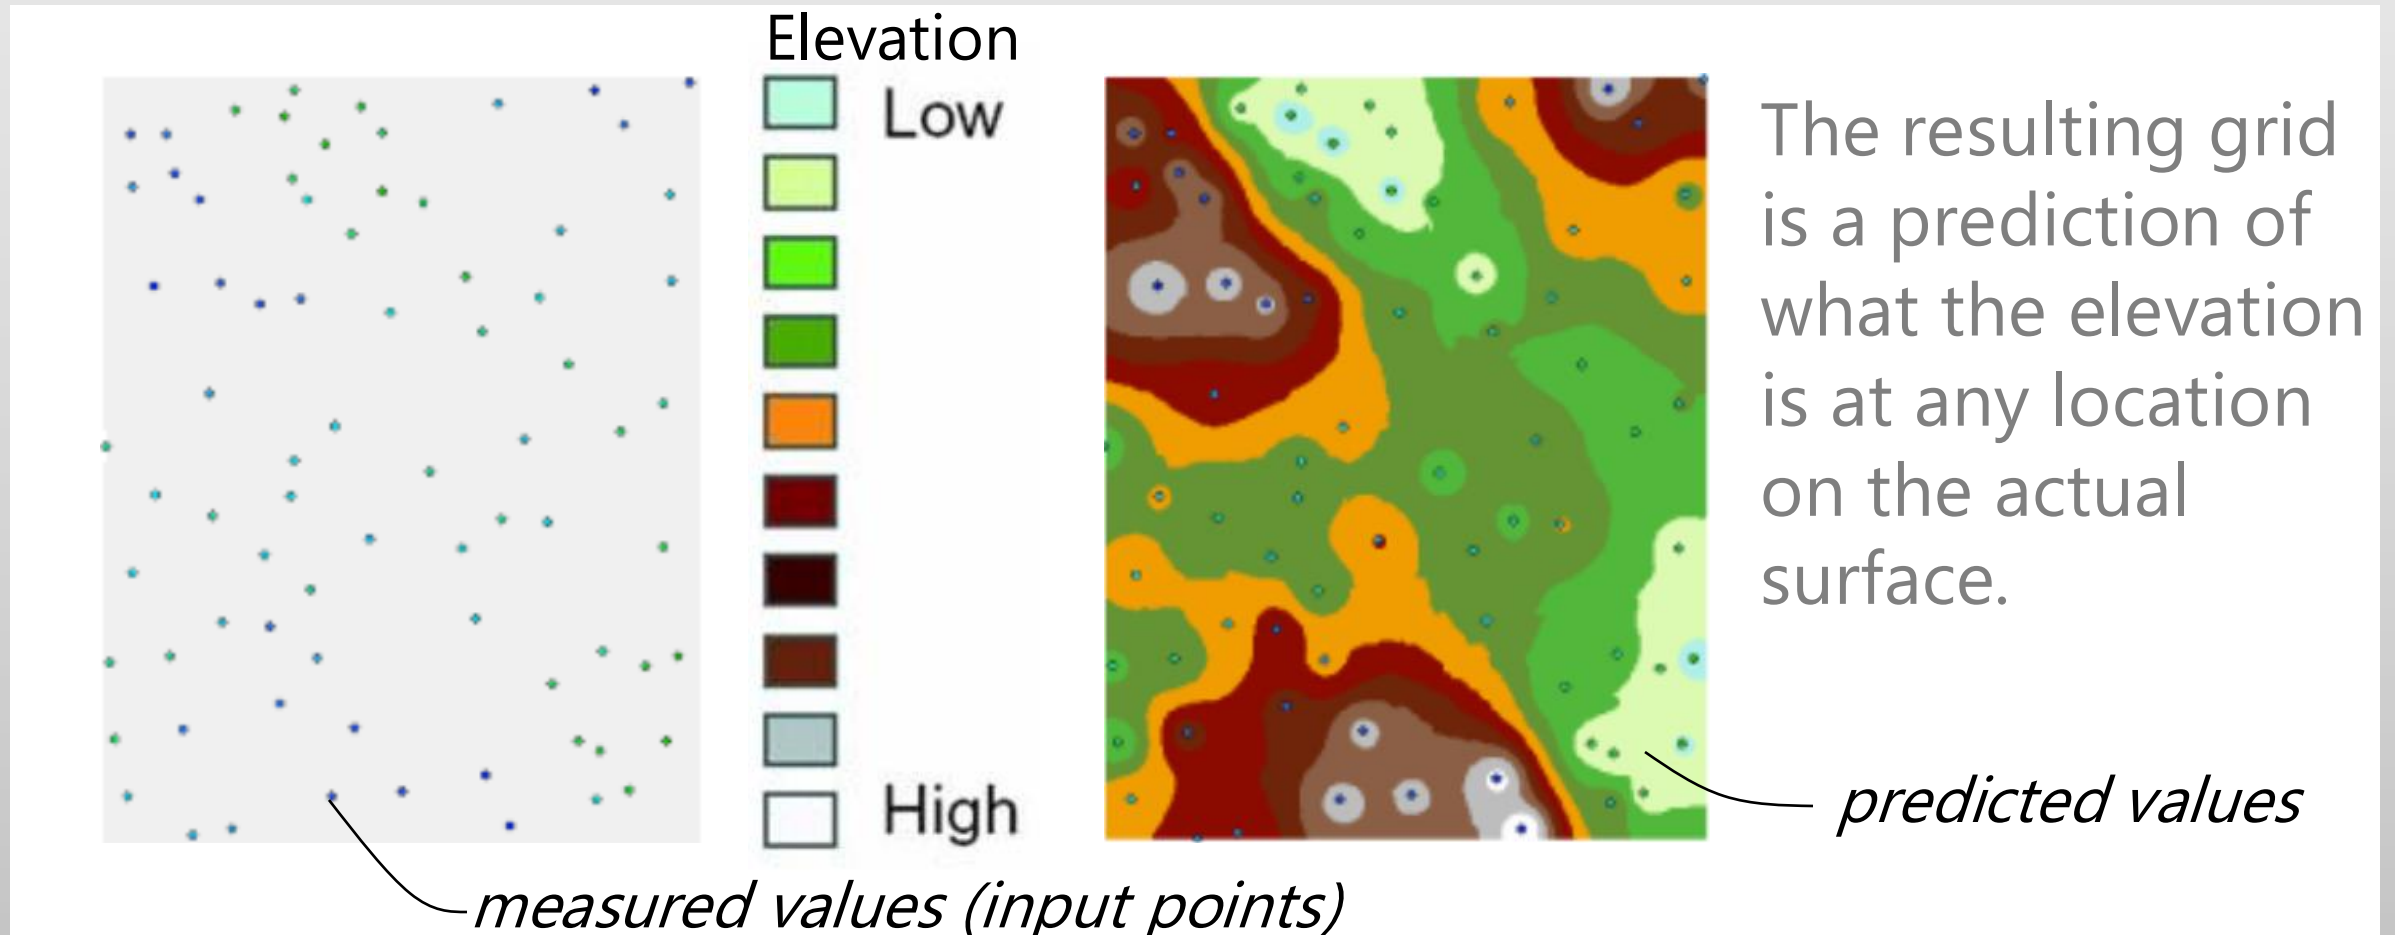 Elevation
Low
High
The resulting grid
is a prediction of
what the elevation
is at any location
on the actual
surface.
predicted values
measured values (input points)